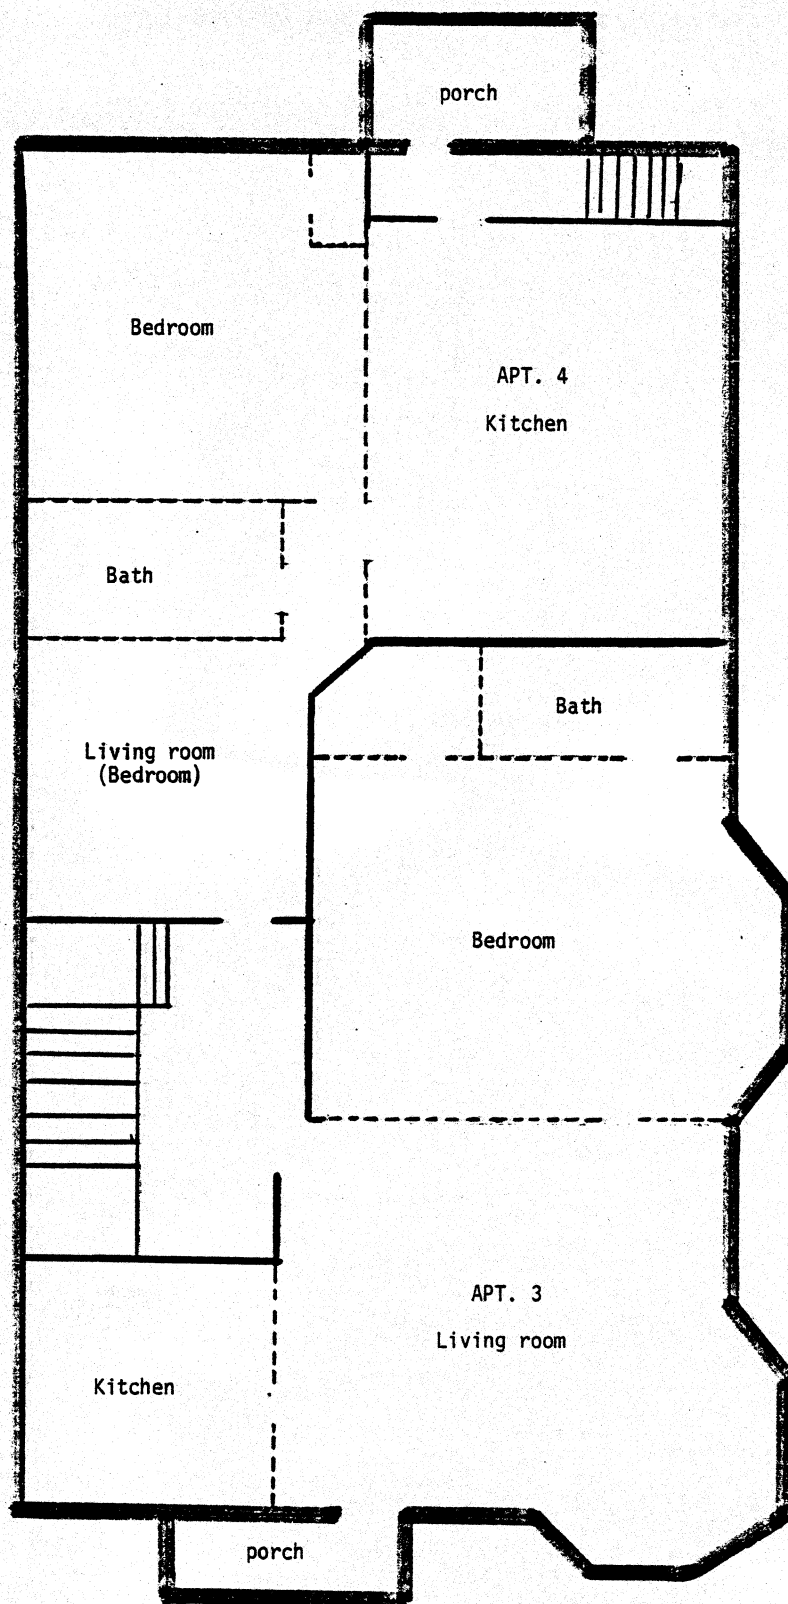 porch
Bedroom
APT. 4
Kitchen
Bath
Bath
Living room
(Bedroom)
Bedroom
APT. 3
Living room
Kitchen
porch